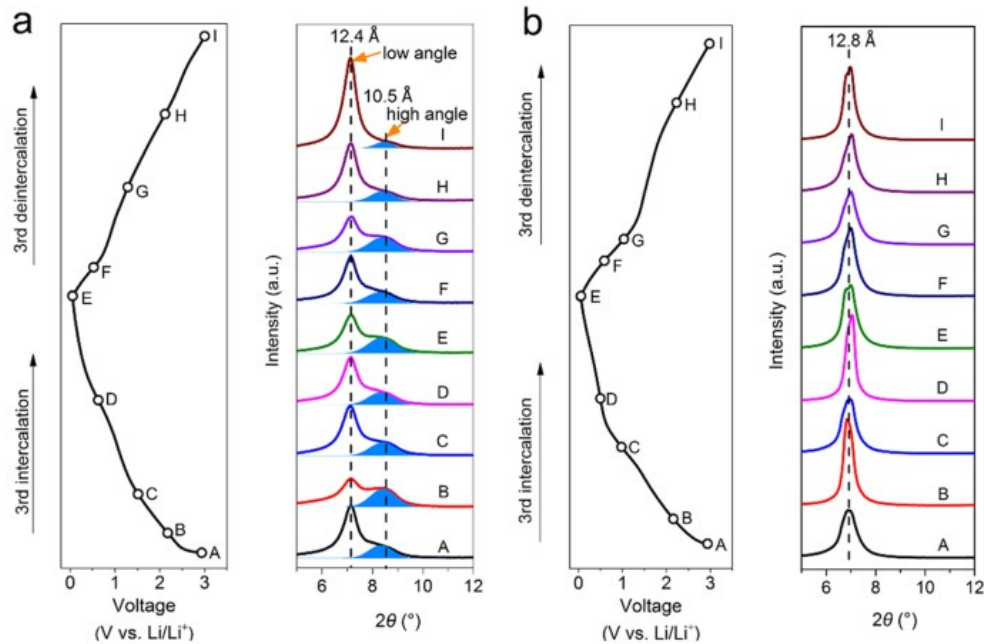 a
3rd deintercalation
3rd intercalation
I
H
G
F
E
D
C
B
A
0 1 2 3
Voltage
(V vs. Li/Li⁺)
Intensity (a.u.)
12.4 Å
low angle
10.5 Å
high angle
I
H
G
F
E
D
C
B
A
6 8 10 12
2θ (°)
b
3rd deintercalation
3rd intercalation
I
H
G
F
E
D
C
B
A
0 1 2 3
Voltage
(V vs. Li/Li⁺)
Intensity (a.u.)
12.8 Å
I
H
G
F
E
D
C
B
A
6 8 10 12
2θ (°)